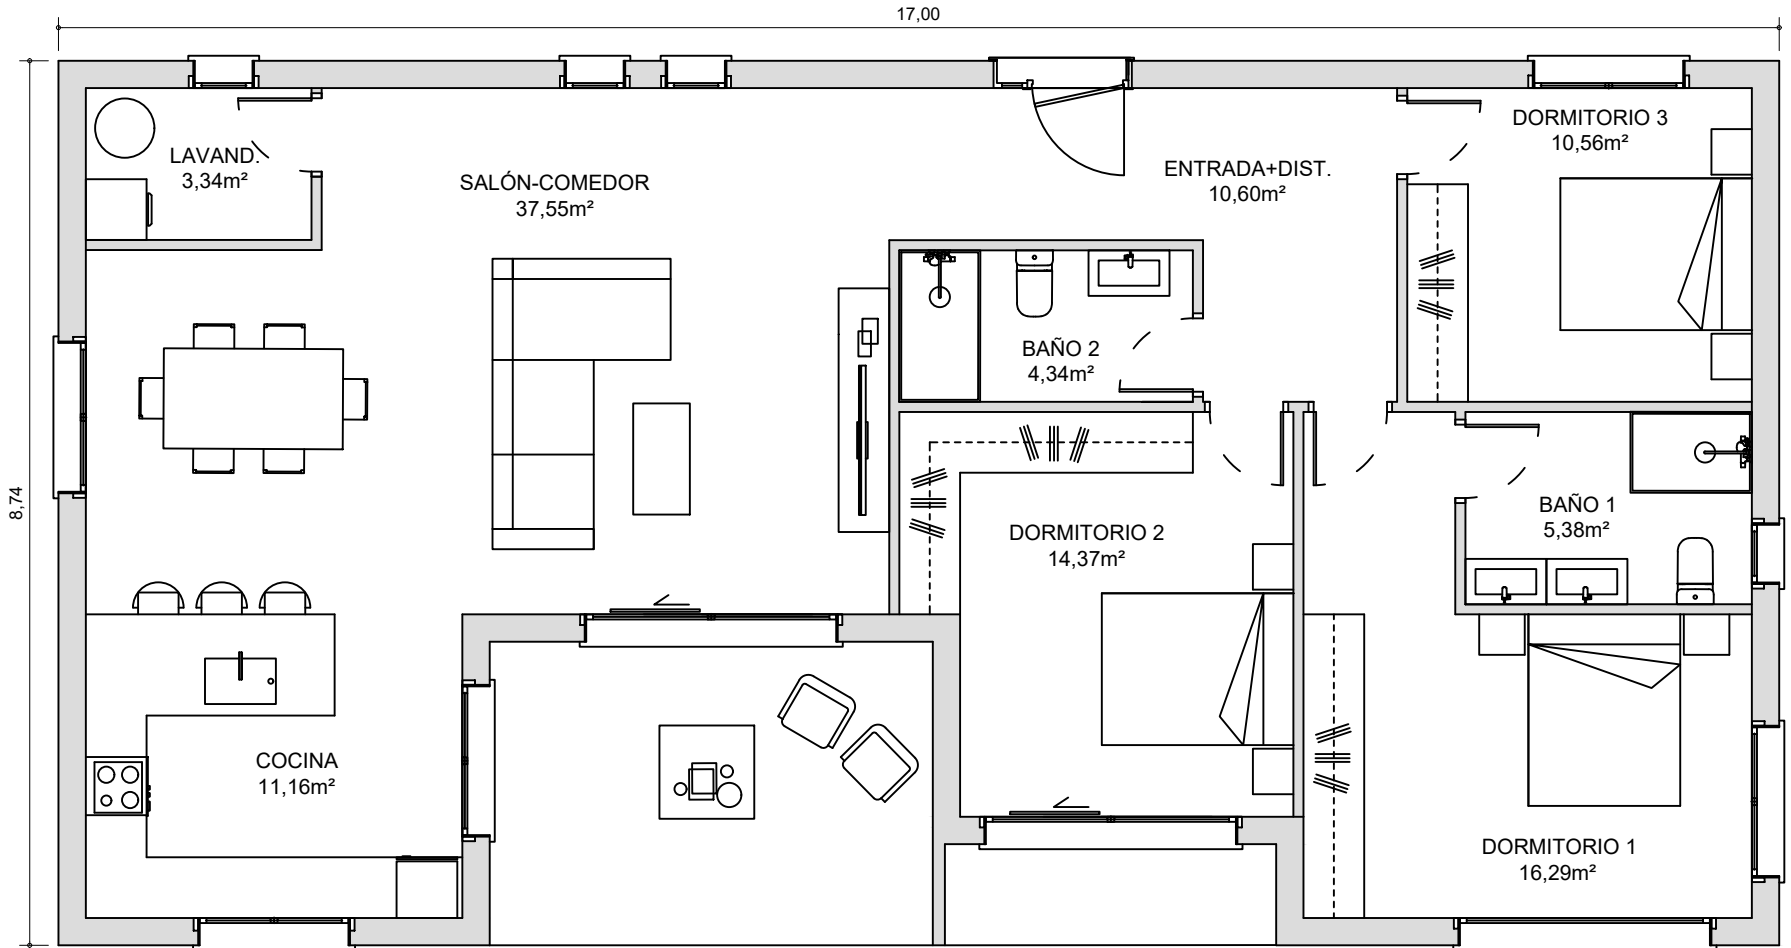 17,00
8,74
LAVAND.
3,34m²
SALÓN-COMEDOR
37,55m²
ENTRADA+DIST.
10,60m²
DORMITORIO 3
10,56m²
BAÑO 2
4,34m²
DORMITORIO 2
14,37m²
BAÑO 1
5,38m²
COCINA
11,16m²
DORMITORIO 1
16,29m²